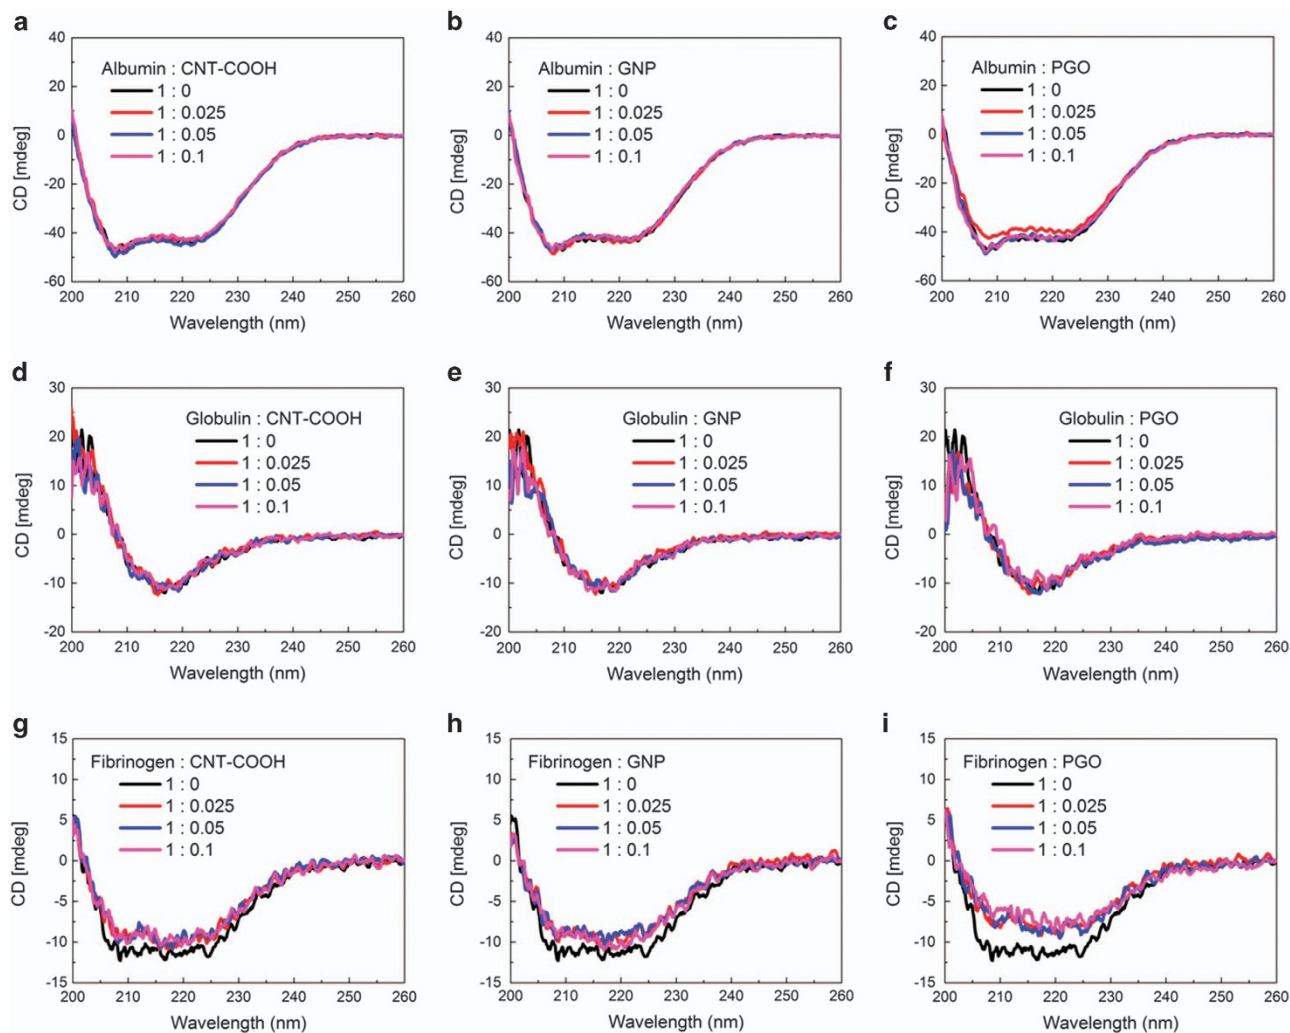 a
40
20
0
-20
-40
-60
CD [mdeg]
Albumin : CNT-COOH
1 : 0
1 : 0.025
1 : 0.05
1 : 0.1
200 210 220 230 240 250 260
Wavelength (nm)
b
40
20
0
-20
-40
-60
CD [mdeg]
Albumin : GNP
1 : 0
1 : 0.025
1 : 0.05
1 : 0.1
200 210 220 230 240 250 260
Wavelength (nm)
c
40
20
0
-20
-40
-60
CD [mdeg]
Albumin : PGO
1 : 0
1 : 0.025
1 : 0.05
1 : 0.1
200 210 220 230 240 250 260
Wavelength (nm)
d
30
20
10
0
-10
-20
CD [mdeg]
Globulin : CNT-COOH
1 : 0
1 : 0.025
1 : 0.05
1 : 0.1
200 210 220 230 240 250 260
Wavelength (nm)
e
30
20
10
0
-10
-20
CD [mdeg]
Globulin : GNP
1 : 0
1 : 0.025
1 : 0.05
1 : 0.1
200 210 220 230 240 250 260
Wavelength (nm)
f
30
20
10
0
-10
-20
CD [mdeg]
Globulin : PGO
1 : 0
1 : 0.025
1 : 0.05
1 : 0.1
200 210 220 230 240 250 260
Wavelength (nm)
g
15
10
5
0
-5
-10
-15
CD [mdeg]
Fibrinogen : CNT-COOH
1 : 0
1 : 0.025
1 : 0.05
1 : 0.1
200 210 220 230 240 250 260
Wavelength (nm)
h
15
10
5
0
-5
-10
-15
CD [mdeg]
Fibrinogen : GNP
1 : 0
1 : 0.025
1 : 0.05
1 : 0.1
200 210 220 230 240 250 260
Wavelength (nm)
i
15
10
5
0
-5
-10
-15
CD [mdeg]
Fibrinogen : PGO
1 : 0
1 : 0.025
1 : 0.05
1 : 0.1
200 210 220 230 240 250 260
Wavelength (nm)